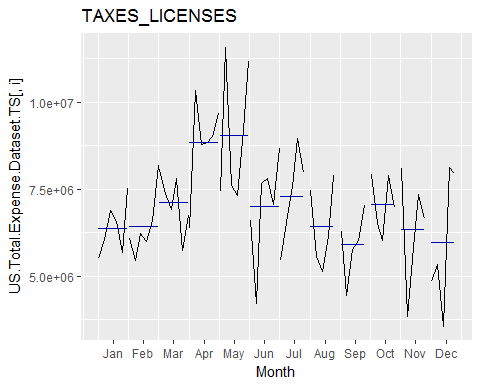 TAXES_LICENSES
US.Total.Expense.Dataset.TS[, i]
1.0e+07
7.5e+06
5.0e+06
Jan Feb Mar Apr May Jun Jul Aug Sep Oct Nov Dec
Month